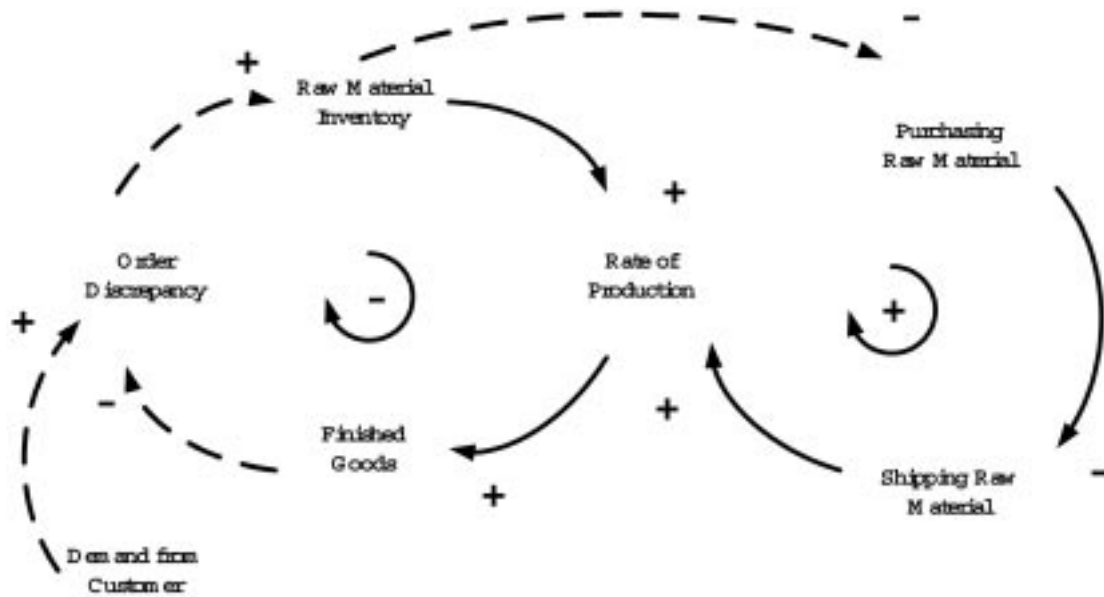 -
+
Raw Material
Inventory
Purchasing
Raw Material
+
Order
Discrepancy
-
Rate of
Production
+
+
-
+
Finished
Goods
+
Shipping Raw
Material
-
Demand from
Customer